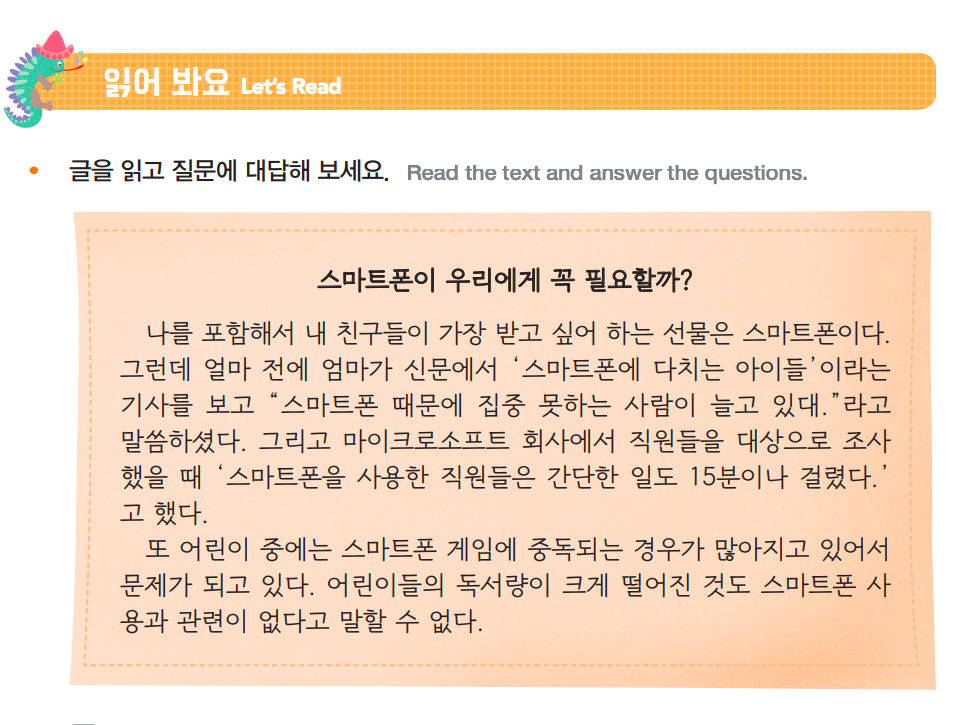 읽어 봐요 Let's Read
• 글을 읽고 질문에 대답해 보세요. Read the text and answer the questions.
스마트폰이 우리에게 꼭 필요할까?
나를 포함해서 내 친구들이 가장 받고 싶어 하는 선물은 스마트폰이다.
그런데 얼마 전에 엄마가 신문에서 ‘스마트폰에 다치는 아이들’이라는
기사를 보고 “스마트폰 때문에 집중 못하는 사람이 늘고 있대.”라고
말씀하셨다. 그리고 마이크로소프트 회사에서 직원들을 대상으로 조사
했을 때 ‘스마트폰을 사용한 직원들은 간단한 일도 15분이나 걸렸다.’
고 했다.
또 어린이 중에는 스마트폰 게임에 중독되는 경우가 많아지고 있어서
문제가 되고 있다. 어린이들의 독서량이 크게 떨어진 것도 스마트폰 사
용과 관련이 없다고 말할 수 없다.